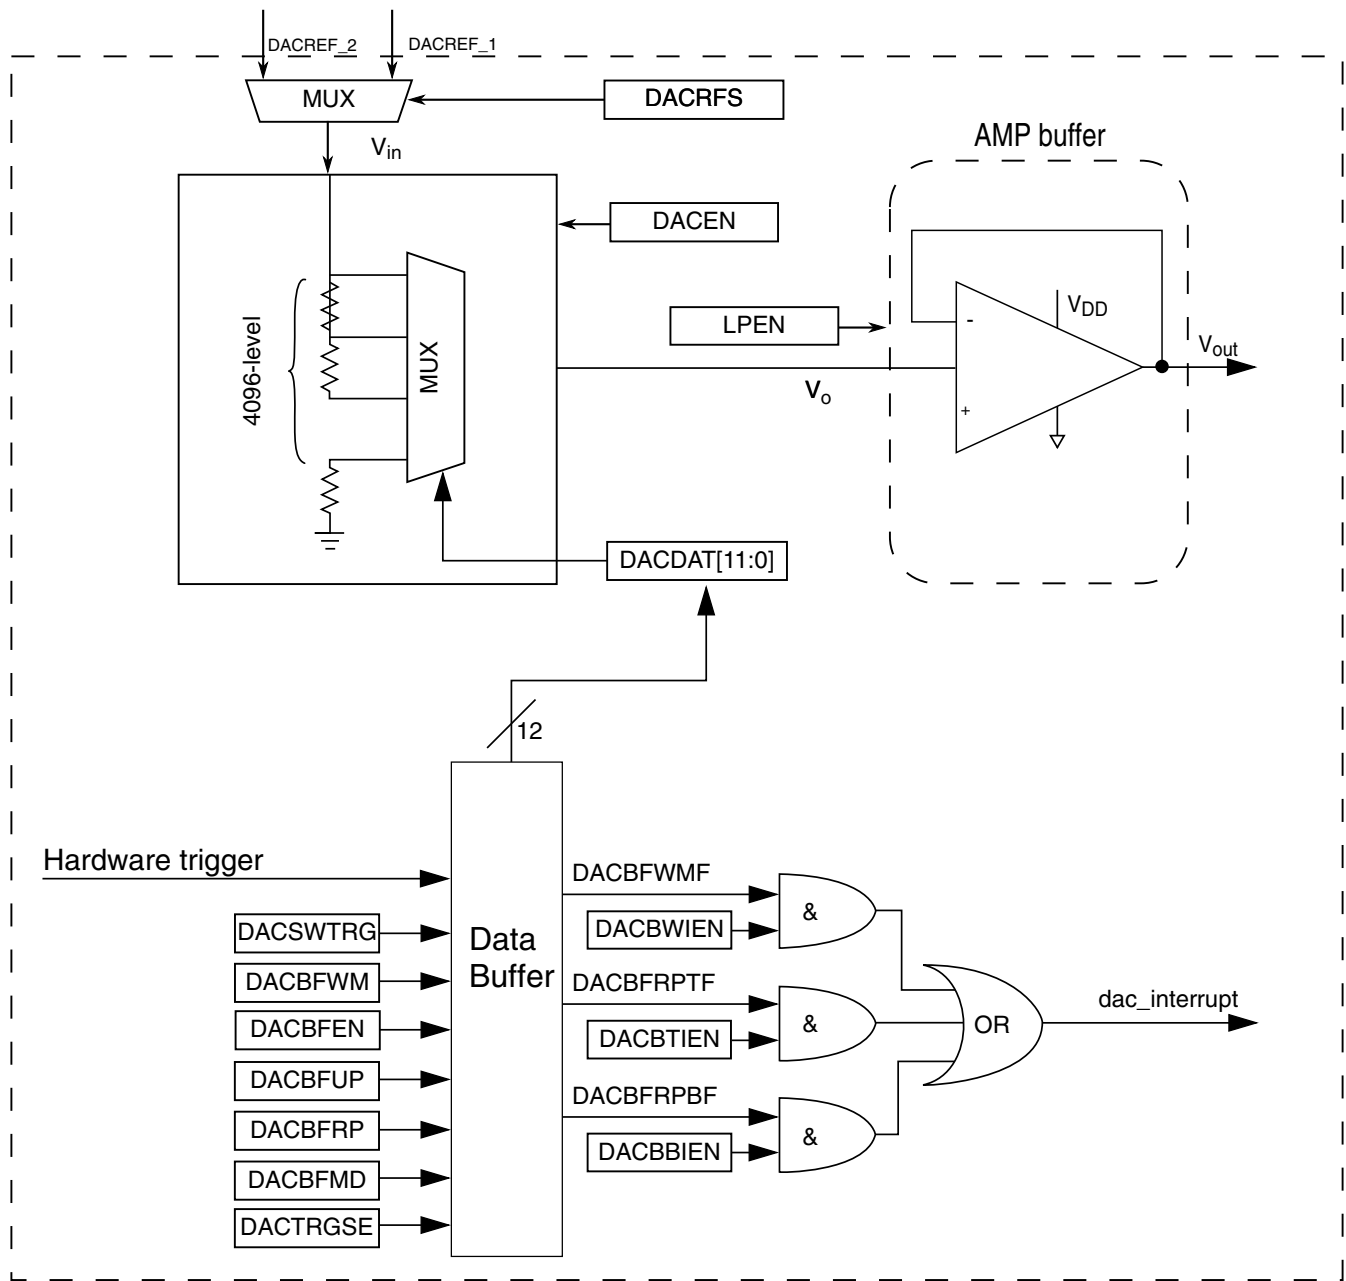 DACREF_2
DACREF_1
MUX
DACRFS
Vin
AMP buffer
DACEN
4096-level
MUX
LPEN
-
VDD
Vout
Vo
+
DACDAT[11:0]
12
Hardware trigger
DACSWTRG
DACBFWM
DACBFEN
DACBFUP
DACBFRP
DACBFMD
DACTRGSE
Data
Buffer
DACBFWMF
DACBWIEN
&
DACBFRPTF
DACBTIEN
&
DACBFRPBF
DACBBIEN
&
OR
dac_interrupt